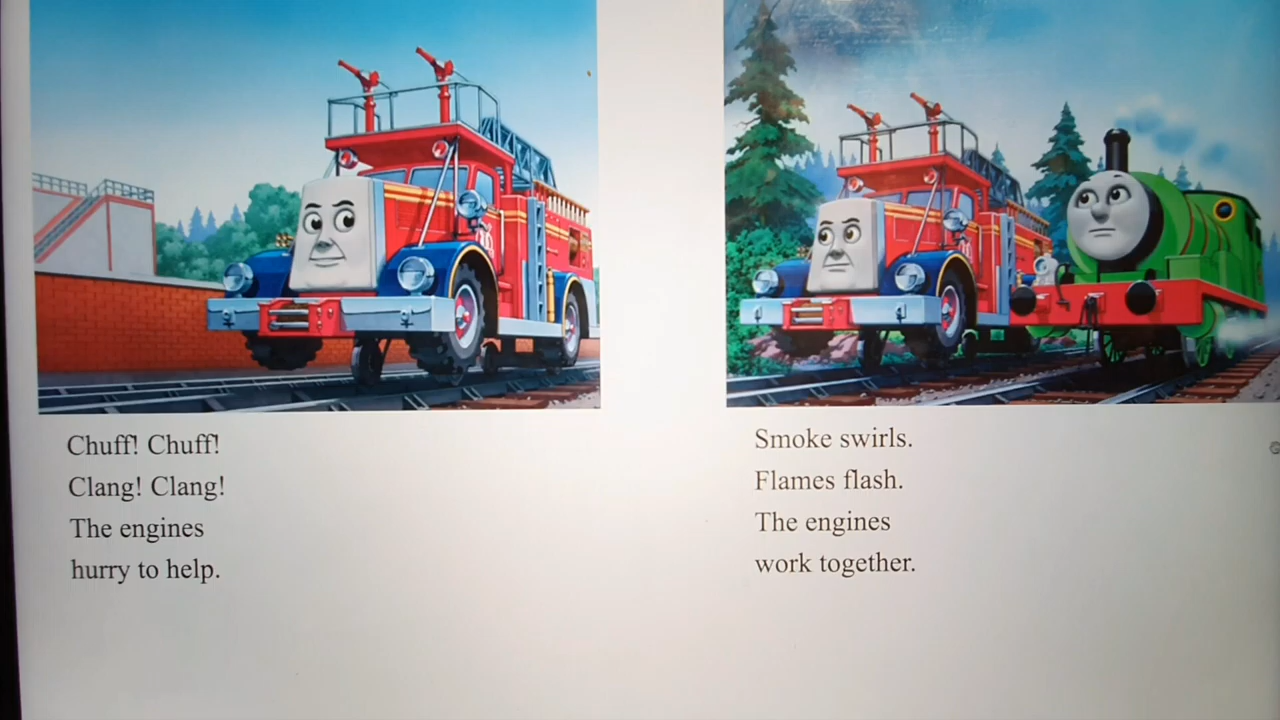 Chuff! Chuff!
Clang! Clang!
The engines
hurry to help.
Smoke swirls.
Flames flash.
The engines
work together.